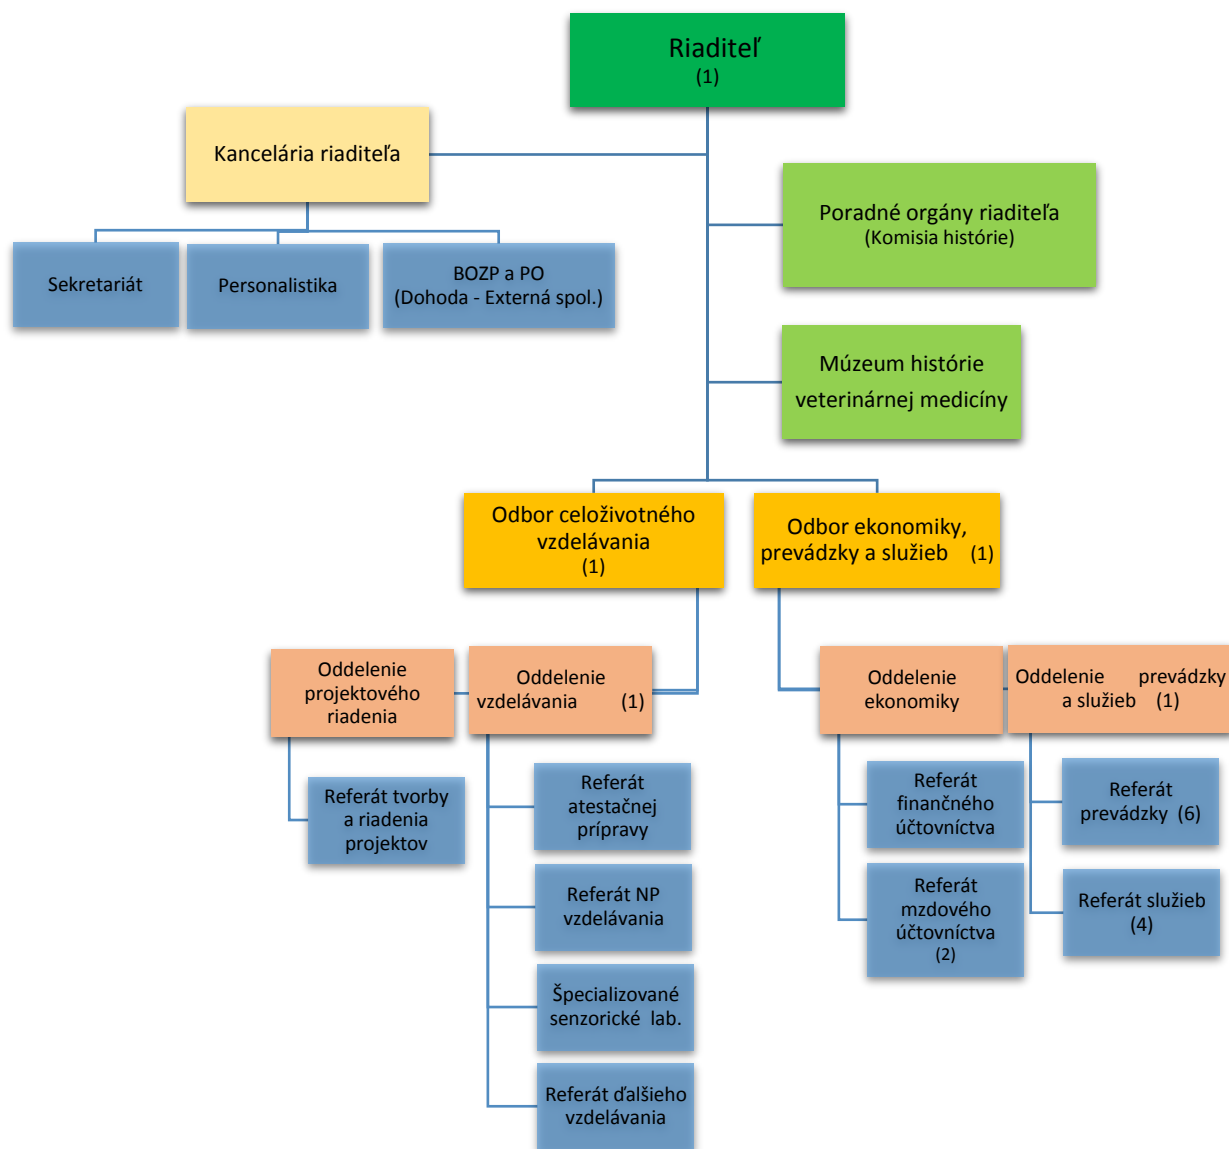 Riaditeľ
(1)
Kancelária riaditeľa
Poradné orgány riaditeľa
(Komisia histórie)
Sekretariát
Personalistika
BOZP a PO
(Dohoda - Externá spol.)
Múzeum histórie
veterinárnej medicíny
Odbor celoživotného
vzdelávania
(1)
Odbor ekonomiky,
prevádzky a služieb (1)
Oddelenie
projektového
riadenia
Oddelenie
vzdelávania (1)
Oddelenie
ekonomiky
Oddelenie prevádzky
a služieb (1)
Referát tvorby
a riadenia
projektov
Referát
atestačnej
prípravy
Referát NP
vzdelávania
Špecializované
senzorické lab.
Referát ďalšieho
vzdelávania
Referát
finančného
účtovníctva
Referát
mzdového
účtovníctva
(2)
Referát
prevádzky (6)
Referát služieb
(4)